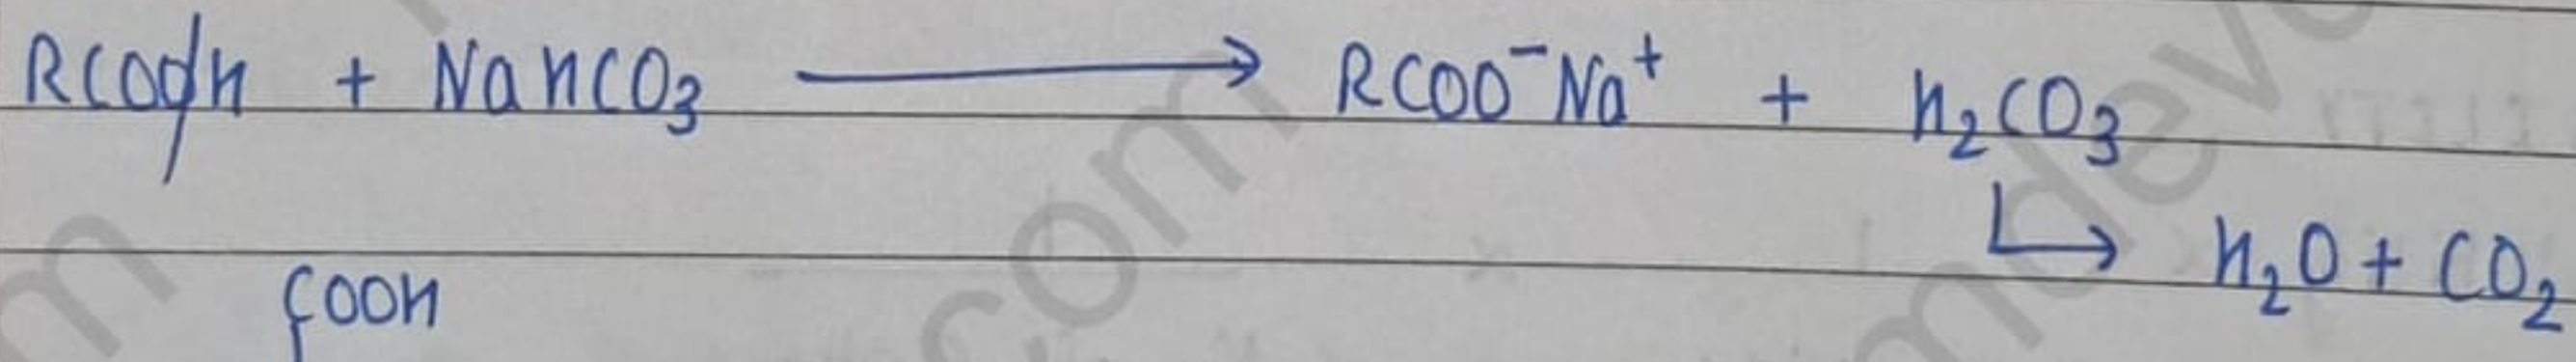 RCOOH + NaHCO₃ ⟶ RCOO⁻Na⁺ + H₂CO₃
↳ H₂O + CO₂
COOH